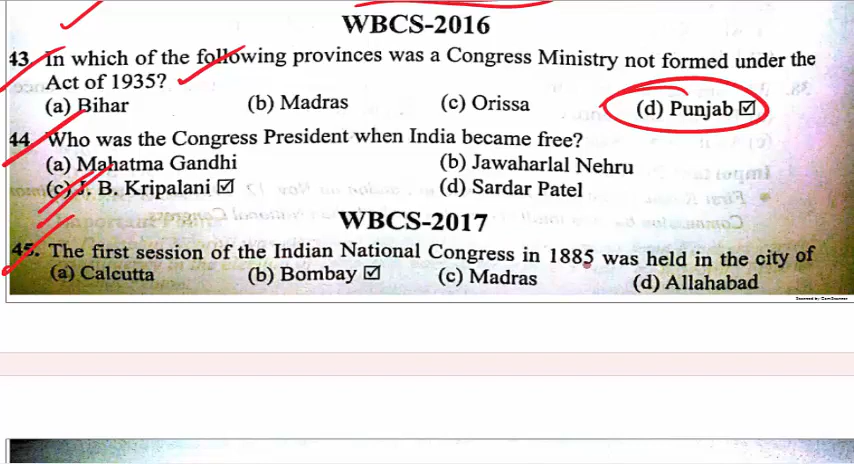 WBCS-2016
43. In which of the following provinces was a Congress Ministry not formed under the
Act of 1935?
(a) Bihar (b) Madras (c) Orissa (d) Punjab ☑
44. Who was the Congress President when India became free?
(a) Mahatma Gandhi (b) Jawaharlal Nehru
(c) J. B. Kripalani ☑ (d) Sardar Patel
WBCS-2017
45. The first session of the Indian National Congress in 1885 was held in the city of
(a) Calcutta (b) Bombay ☑ (c) Madras (d) Allahabad
Scanned by CamScanner